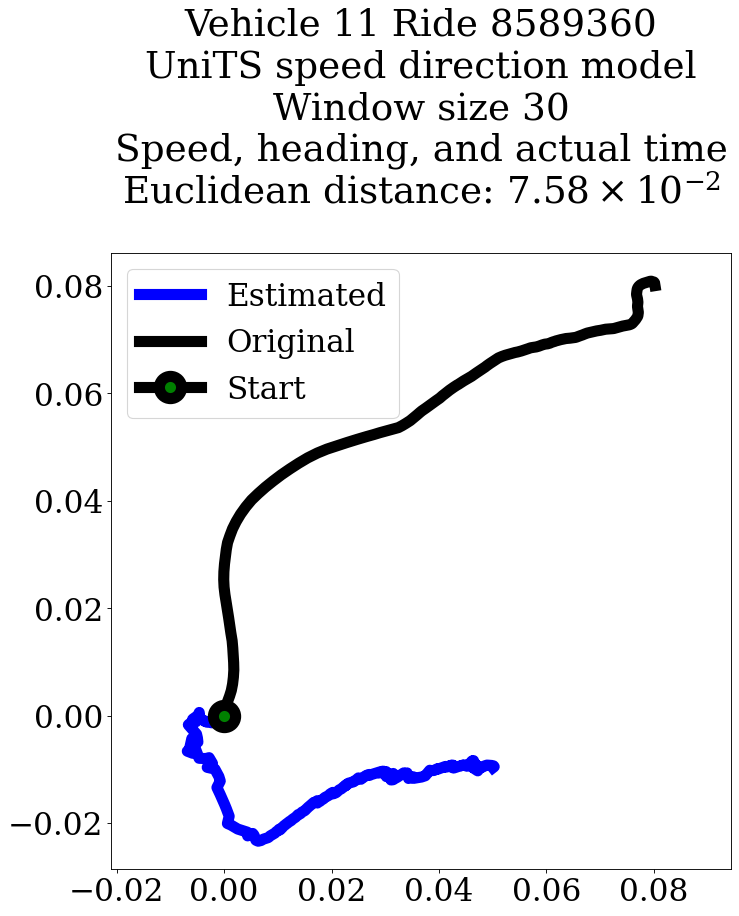 Vehicle 11 Ride 8589360
UniTS speed direction model
Window size 30
Speed, heading, and actual time
Euclidean distance: 7.58 × 10⁻²
Estimated
Original
Start
0.08
0.06
0.04
0.02
0.00
−0.02
−0.02 0.00 0.02 0.04 0.06 0.08